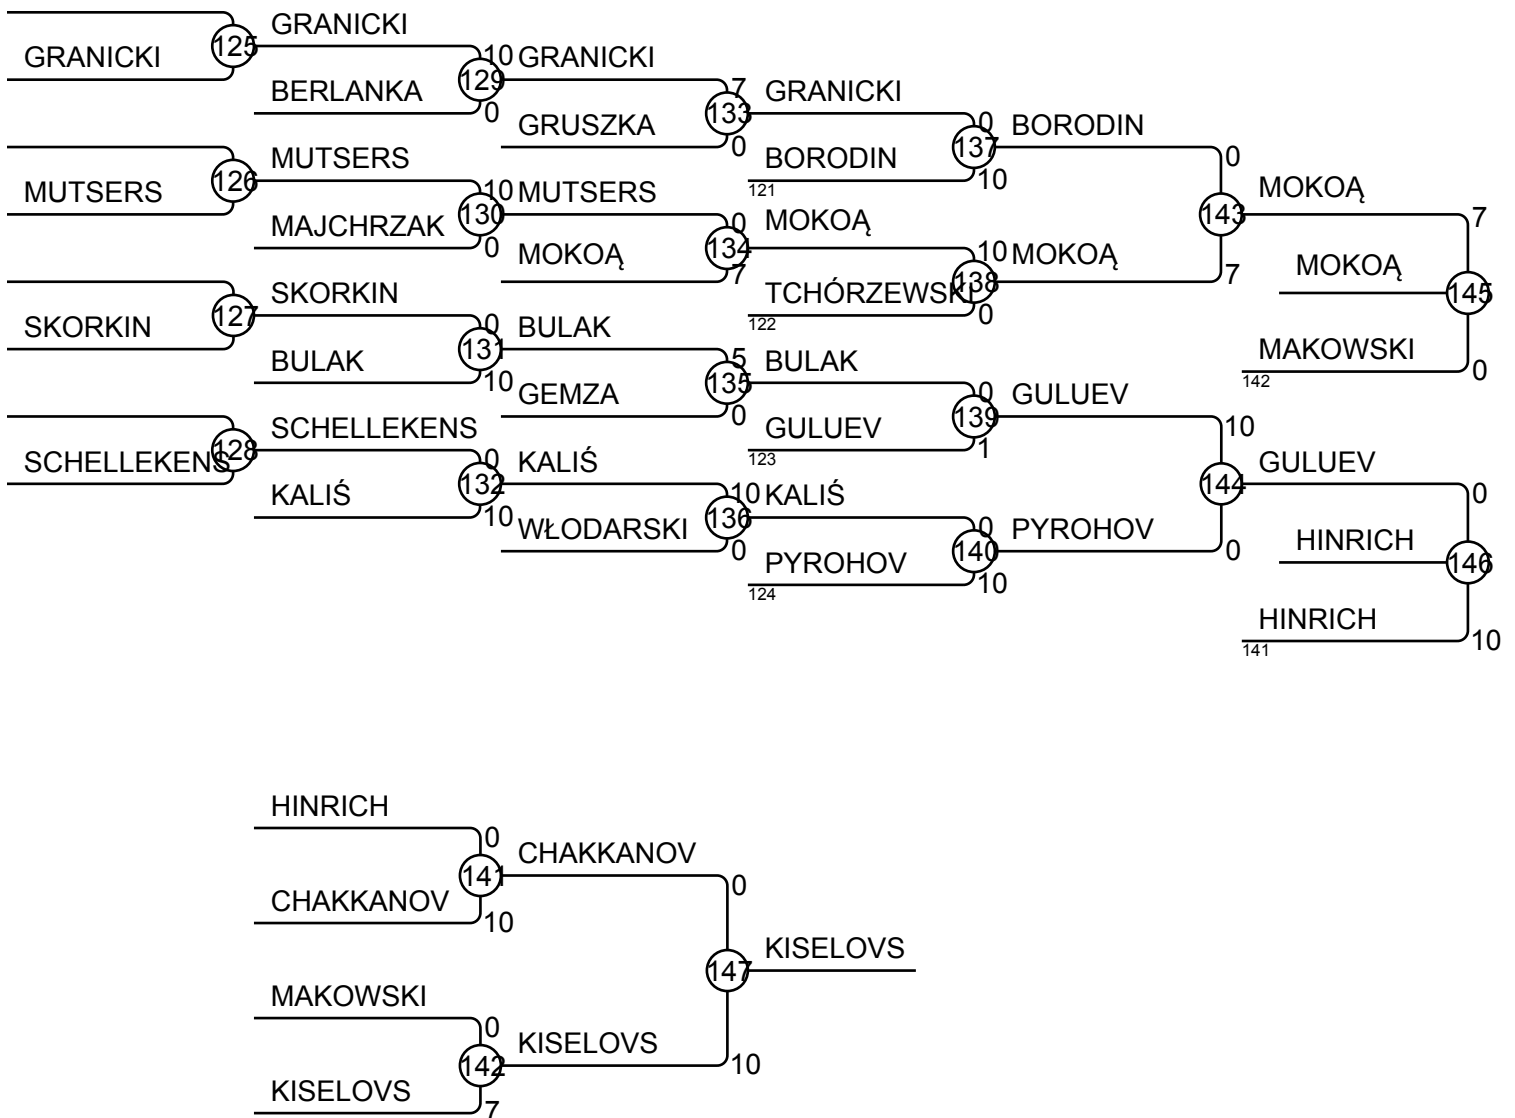 GRANICKI
125
GRANICKI
10
BERLANKA
129
0
GRANICKI
7
GRUSZKA
133
0
GRANICKI
0
BORODIN
121
137
10
BORODIN
0
MUTSERS
126
MUTSERS
10
MAJCHRZAK
130
0
MUTSERS
0
MOKOĄ
134
7
MOKOĄ
10
TCHÓRZEWSKI
122
138
0
MOKOĄ
7
143
MOKOĄ
7
MOKOĄ
145
MAKOWSKI
142
0
SKORKIN
127
SKORKIN
0
BULAK
131
10
BULAK
5
GEMZA
135
0
BULAK
0
GULUEV
123
139
1
GULUEV
10
SCHELLEKENS
128
SCHELLEKENS
0
KALIŚ
132
10
KALIŚ
10
WŁODARSKI
136
0
KALIŚ
0
PYROHOV
124
140
10
PYROHOV
0
144
GULUEV
0
HINRICH
146
HINRICH
141
10
HINRICH
0
CHAKKANOV
141
10
CHAKKANOV
0
MAKOWSKI
0
KISELOVS
142
7
KISELOVS
10
147
KISELOVS